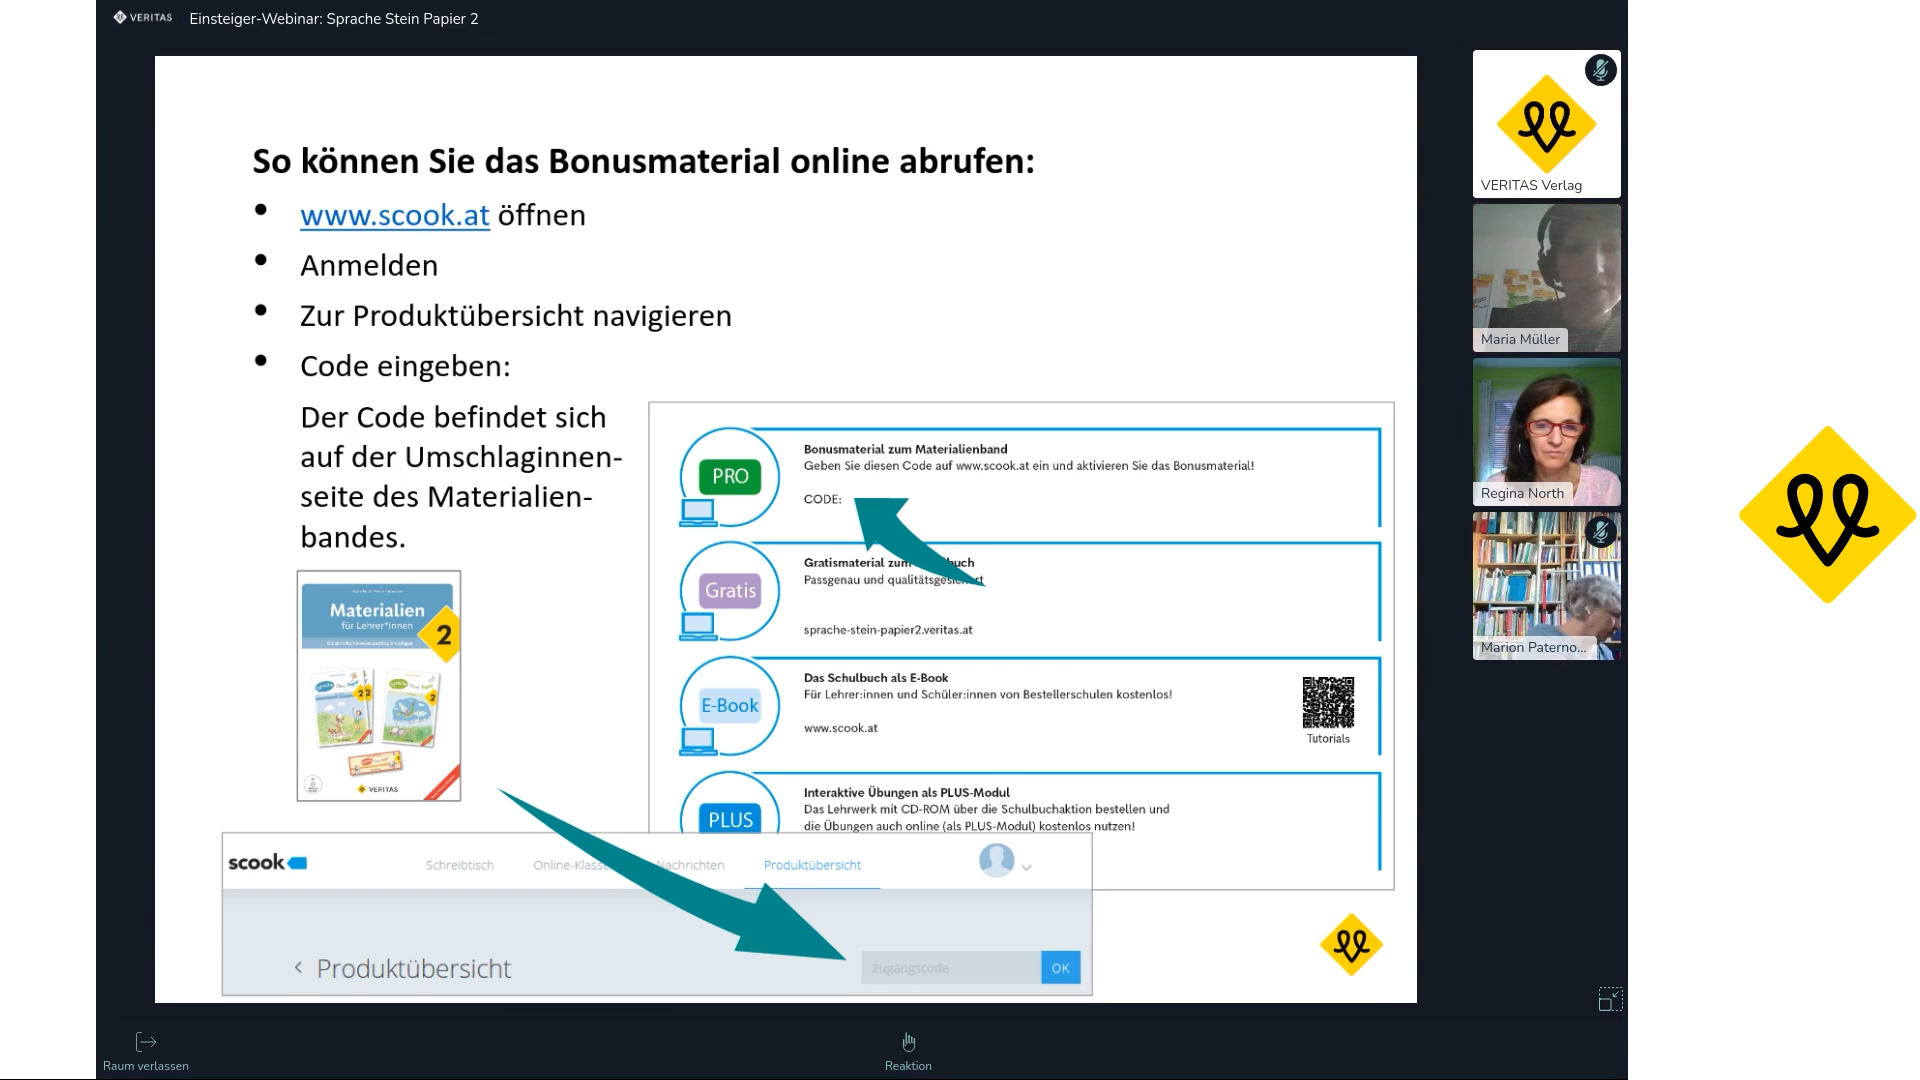 VERITAS Einsteiger-Webinar: Sprache Stein Papier 2
So können Sie das Bonusmaterial online abrufen:
• www.scook.at öffnen
• Anmelden
• Zur Produktübersicht navigieren
• Code eingeben:
Der Code befindet sich
auf der Umschlaginnen-
seite des Materialien-
bandes.
Materialien
für Lehrer*innen
2
VERITAS
PRO
Bonusmaterial zum Materialienband
Geben Sie diesen Code auf www.scook.at ein und aktivieren Sie das Bonusmaterial!
CODE:
Gratis
Gratismaterial zum
buch
Passgenau und
sprache-stein-papier2.veritas.at
E-Book
Das Schulbuch als E-Book
Für Lehrer:innen und Schüler:innen von Bestellerschulen kostenlos!
www.scook.at
Tutorials
PLUS
Interaktive Übungen als PLUS-Modul
Das Lehrwerk mit CD-ROM über die Schulbuchaktion bestellen und
die Übungen auch online (als PLUS-Modul) kostenlos nutzen!
scook
Schreibtisch
Nachrichten
Produktübersicht
‹ Produktübersicht
Zugangscode
OK
VERITAS Verlag
Maria Müller
Regina North
Marion Paterno...
Raum verlassen
Reaktion